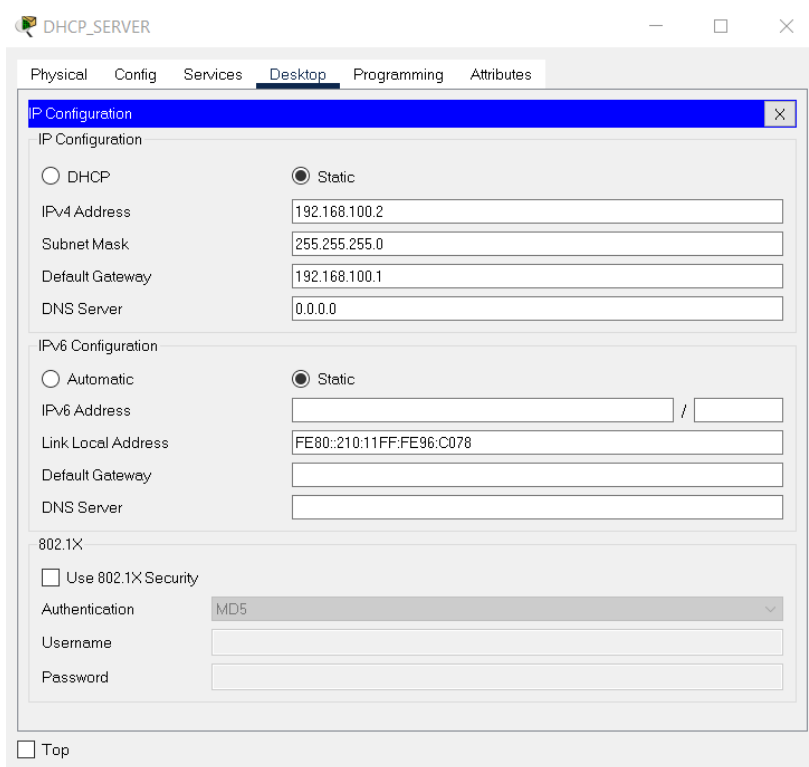 DHCP_SERVER
Physical Config Services Desktop Programming Attributes
IP Configuration X
IP Configuration
DHCP Static
IPv4 Address 192.168.100.2
Subnet Mask 255.255.255.0
Default Gateway 192.168.100.1
DNS Server 0.0.0.0
IPv6 Configuration
Automatic Static
IPv6 Address /
Link Local Address FE80::210:11FF:FE96:C078
Default Gateway
DNS Server
802.1X
Use 802.1X Security
Authentication MD5
Username
Password
Top